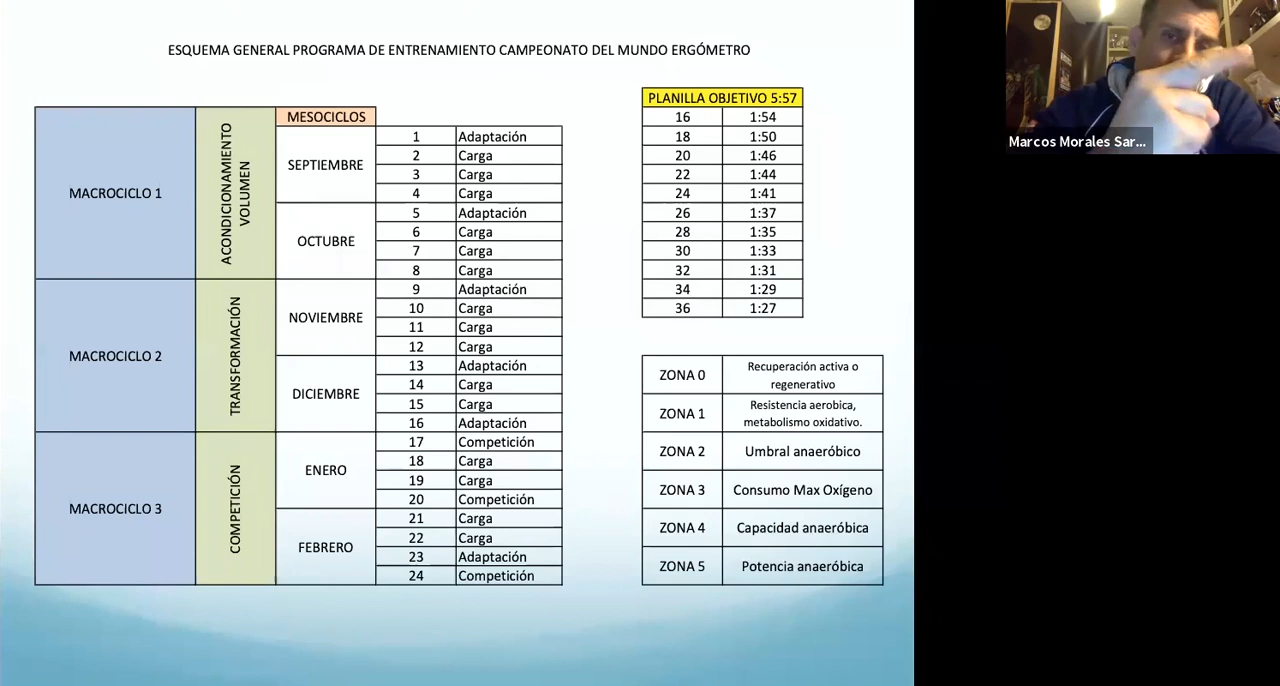 ESQUEMA GENERAL PROGRAMA DE ENTRENAMIENTO CAMPEONATO DEL MUNDO ERGÓMETRO
MESOCICLOS
MACROCICLO 1
ACONDICIONAMIENTO
VOLUMEN
SEPTIEMBRE
1 Adaptación
2 Carga
3 Carga
4 Carga
OCTUBRE
5 Adaptación
6 Carga
7 Carga
8 Carga
MACROCICLO 2
TRANSFORMACIÓN
NOVIEMBRE
9 Adaptación
10 Carga
11 Carga
12 Carga
DICIEMBRE
13 Adaptación
14 Carga
15 Carga
16 Adaptación
MACROCICLO 3
COMPETICIÓN
ENERO
17 Competición
18 Carga
19 Carga
20 Competición
FEBRERO
21 Carga
22 Carga
23 Adaptación
24 Competición
PLANILLA OBJETIVO 5:57
16 1:54
18 1:50
20 1:46
22 1:44
24 1:41
26 1:37
28 1:35
30 1:33
32 1:31
34 1:29
36 1:27
ZONA 0
Recuperación activa o
regenerativo
ZONA 1
Resistencia aerobica,
metabolismo oxidativo.
ZONA 2 Umbral anaeróbico
ZONA 3 Consumo Max Oxígeno
ZONA 4 Capacidad anaeróbica
ZONA 5 Potencia anaeróbica
Marcos Morales Sar...